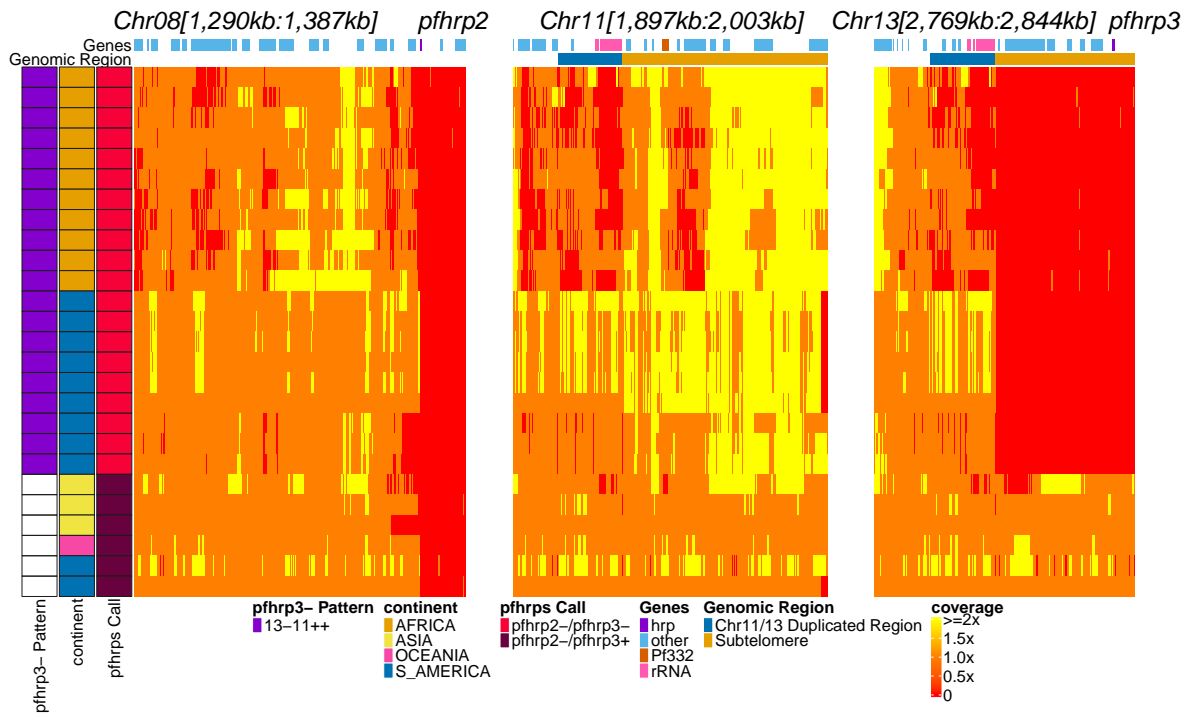 Chr08[1,290kb:1,387kb] pfhrp2 Chr11[1,897kb:2,003kb] Chr13[2,769kb:2,844kb] pfhrp3
Genes
Genomic Region
pfhrp3− Pattern
continent
pfhrps Call
pfhrp3− Pattern
13−11++
continent
AFRICA
ASIA
OCEANIA
S_AMERICA
pfhrps Call
pfhrp2−/pfhrp3−
pfhrp2−/pfhrp3+
Genes
hrp
other
Pf332
rRNA
Genomic Region
Chr11/13 Duplicated Region
Subtelomere
coverage
>=2x
1.5x
1.0x
0.5x
0